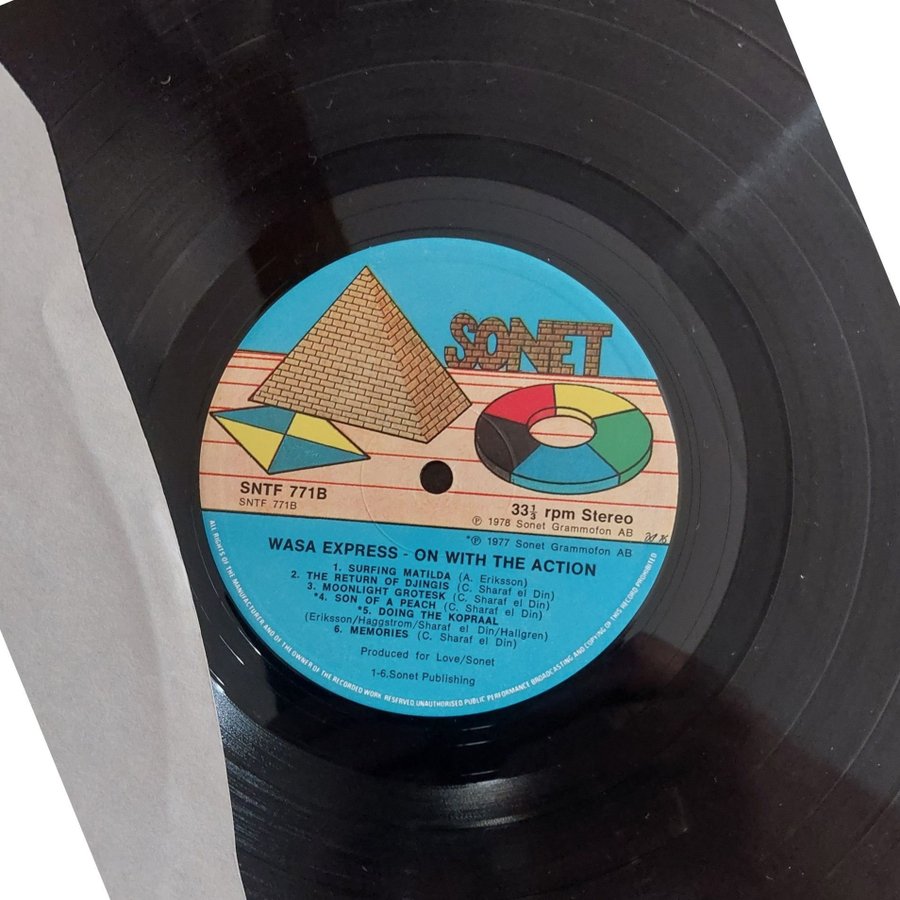 SONET
SNTF 771B
SNTF 771B
33⅓ rpm Stereo
℗ 1978 Sonet Grammofon AB
*℗ 1977 Sonet Grammofon AB
WASA EXPRESS - ON WITH THE ACTION
1. SURFING MATILDA (A. Eriksson)
2. THE RETURN OF DJINGIS (C. Sharaf el Din)
3. MOONLIGHT GROTESK (C. Sharaf el Din)
*4. SON OF A PEACH (C. Sharaf el Din)
*5. DOING THE KOPRAAL
(Eriksson/Haggstrom/Sharaf el Din/Hallgren)
6. MEMORIES (C. Sharaf el Din)
Produced for Love/Sonet
1-6.Sonet Publishing
ALL RIGHTS OF THE MANUFACTURER AND OF THE OWNER OF THE RECORDED WORK RESERVED. UNAUTHORISED PUBLIC PERFORMANCE BROADCASTING AND COPYING OF THIS RECORD PROHIBITED